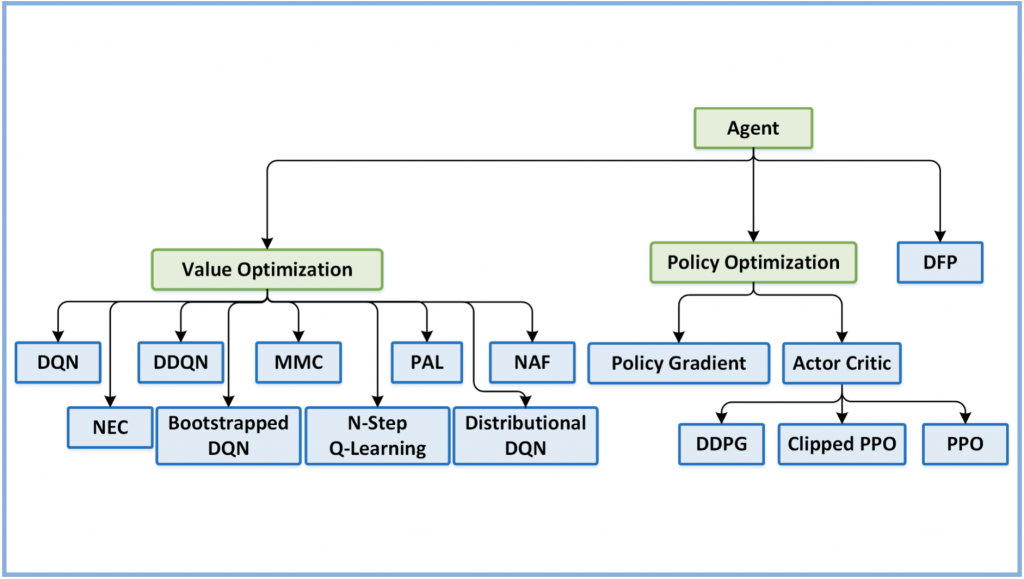 Agent
Value Optimization
Policy Optimization
DFP
DQN
DDQN
MMC
PAL
NAF
Policy Gradient
Actor Critic
NEC
Bootstrapped
DQN
N-Step
Q-Learning
Distributional
DQN
DDPG
Clipped PPO
PPO